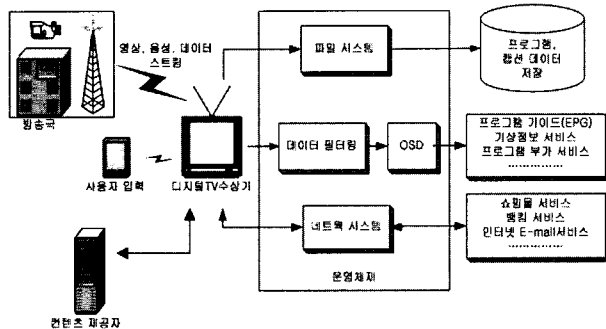 영상, 음성, 데이터
스트림
방송국
사용자 입력
디지털TV수상기
컨텐츠 제공자
파일 시스템
데이터 필터링
OSD
네트웍 시스템
운영체제
프로그램,
캡션 데이터
저장
프로그램 가이드(EPG)
기상정보 서비스
프로그램 부가 서비스
...............
쇼핑몰 서비스
뱅킹 서비스
인터넷 E-mail서비스
...............